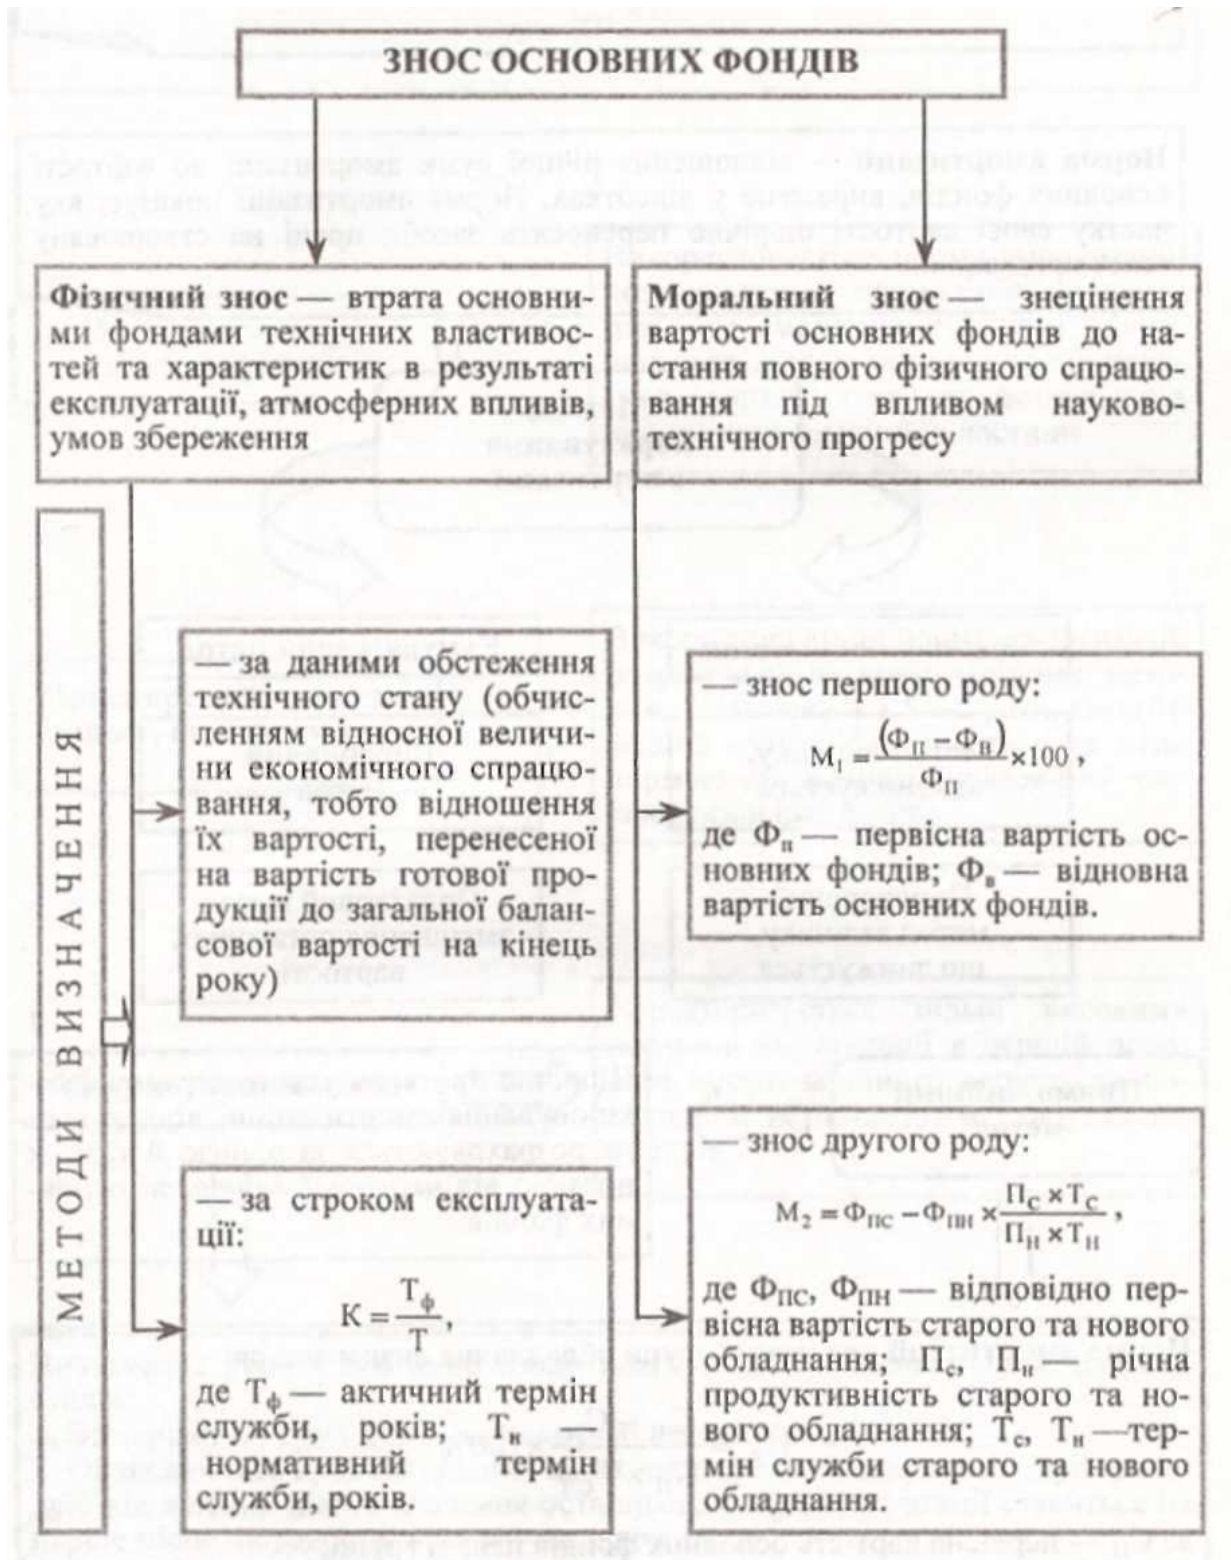 ЗНОС ОСНОВНИХ ФОНДІВ
Фізичний знос — втрата основни-
ми фондами технічних властивос-
тей та характеристик в результаті
експлуатації, атмосферних впливів,
умов збереження
Моральний знос — знецінення
вартості основних фондів до на-
стання повного фізичного спрацю-
вання під впливом науково-
технічного прогресу
МЕТОДИ ВИЗНАЧЕННЯ
— за даними обстеження
технічного стану (обчис-
ленням відносної величи-
ни економічного спрацю-
вання, тобто відношення
їх вартості, перенесеної
на вартість готової про-
дукції до загальної балан-
сової вартості на кінець
року)
— за строком експлуата-
ції:
К = Т_ф / Т,
де Т_ф — актичний термін
служби, років; Т_н —
нормативний термін
служби, років.
— знос першого роду:
М_1 = (Ф_П – Ф_В) / Ф_П × 100 ,
де Ф_п — первісна вартість ос-
новних фондів; Ф_в — відновна
вартість основних фондів.
— знос другого роду:
М_2 = Ф_ПС – Ф_ПН × П_С × Т_С / П_Н × Т_Н ,
де Ф_ПС, Ф_ПН — відповідно пер-
вісна вартість старого та нового
обладнання; П_с, П_н — річна
продуктивність старого та но-
вого обладнання; Т_с, Т_н —тер-
мін служби старого та нового
обладнання.